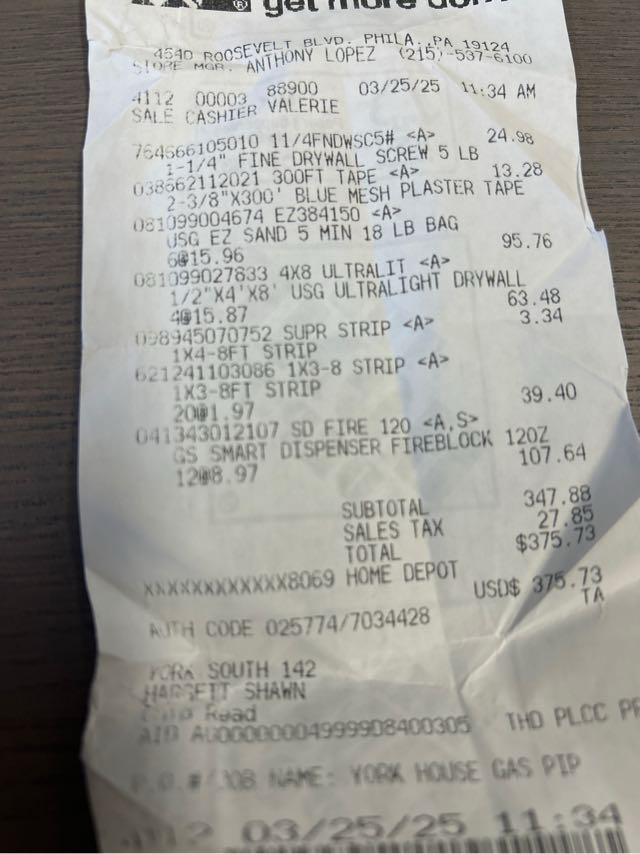 ® get more done
4640 ROOSEVELT BLVD. PHILA., PA 19124
STORE MGR. ANTHONY LOPEZ (215)-537-6100
4112 00003 88900 03/25/25 11:34 AM
SALE CASHIER VALERIE
764666105010 11/4FNDWSC5# <A> 24.98
1-1/4" FINE DRYWALL SCREW 5 LB
038662112021 300FT TAPE <A> 13.28
2-3/8"X300' BLUE MESH PLASTER TAPE
081099004674 EZ384150 <A>
USG EZ SAND 5 MIN 18 LB BAG
6@15.96 95.76
081099027833 4X8 ULTRALIT <A>
1/2"X4'X8' USG ULTRALIGHT DRYWALL
4@15.87 63.48
098945070752 SUPR STRIP <A> 3.34
1X4-8FT STRIP
621241103086 1X3-8 STRIP <A>
1X3-8FT STRIP
20@1.97 39.40
041343012107 SD FIRE 120 <A,S>
GS SMART DISPENSER FIREBLOCK 12OZ
12@8.97 107.64
SUBTOTAL 347.88
SALES TAX 27.85
TOTAL $375.73
XXXXXXXXXXXX8069 HOME DEPOT
USD$ 375.73
TA
AUTH CODE 025774/7034428
YORK SOUTH 142
SHAWN
Read
AID A0000000049999D8400305 THD PLCC
P.O.#/JOB NAME: YORK HOUSE GAS PIP
4112 03/25/25 11:34